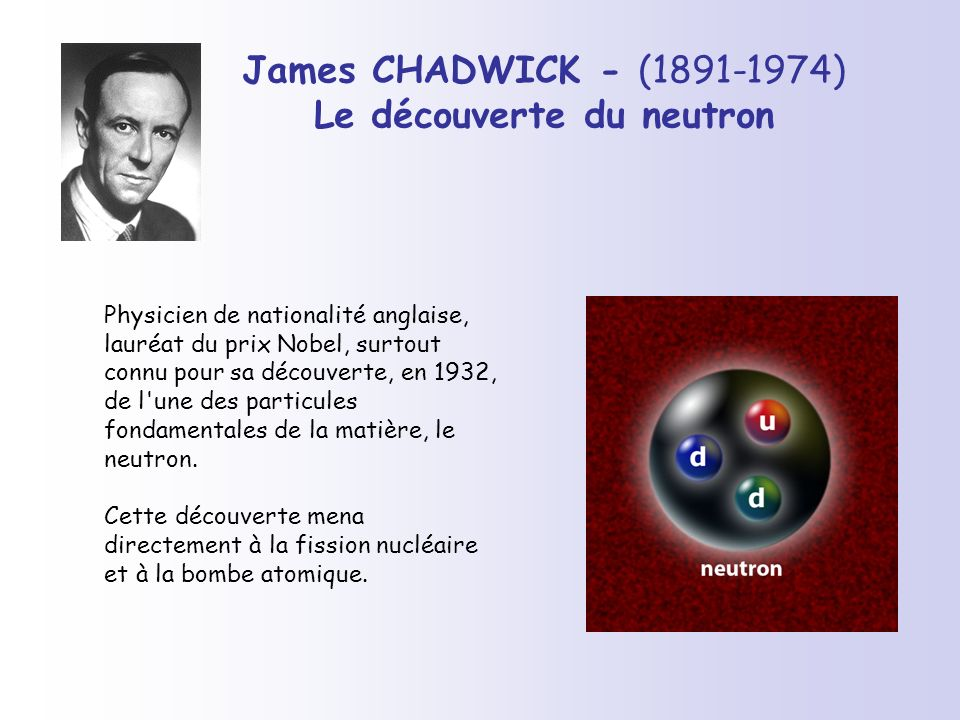 James CHADWICK - (1891-1974)
Le découverte du neutron
Physicien de nationalité anglaise,
lauréat du prix Nobel, surtout
connu pour sa découverte, en 1932,
de l'une des particules
fondamentales de la matière, le
neutron.
Cette découverte mena
directement à la fission nucléaire
et à la bombe atomique.
u
d
d
neutron